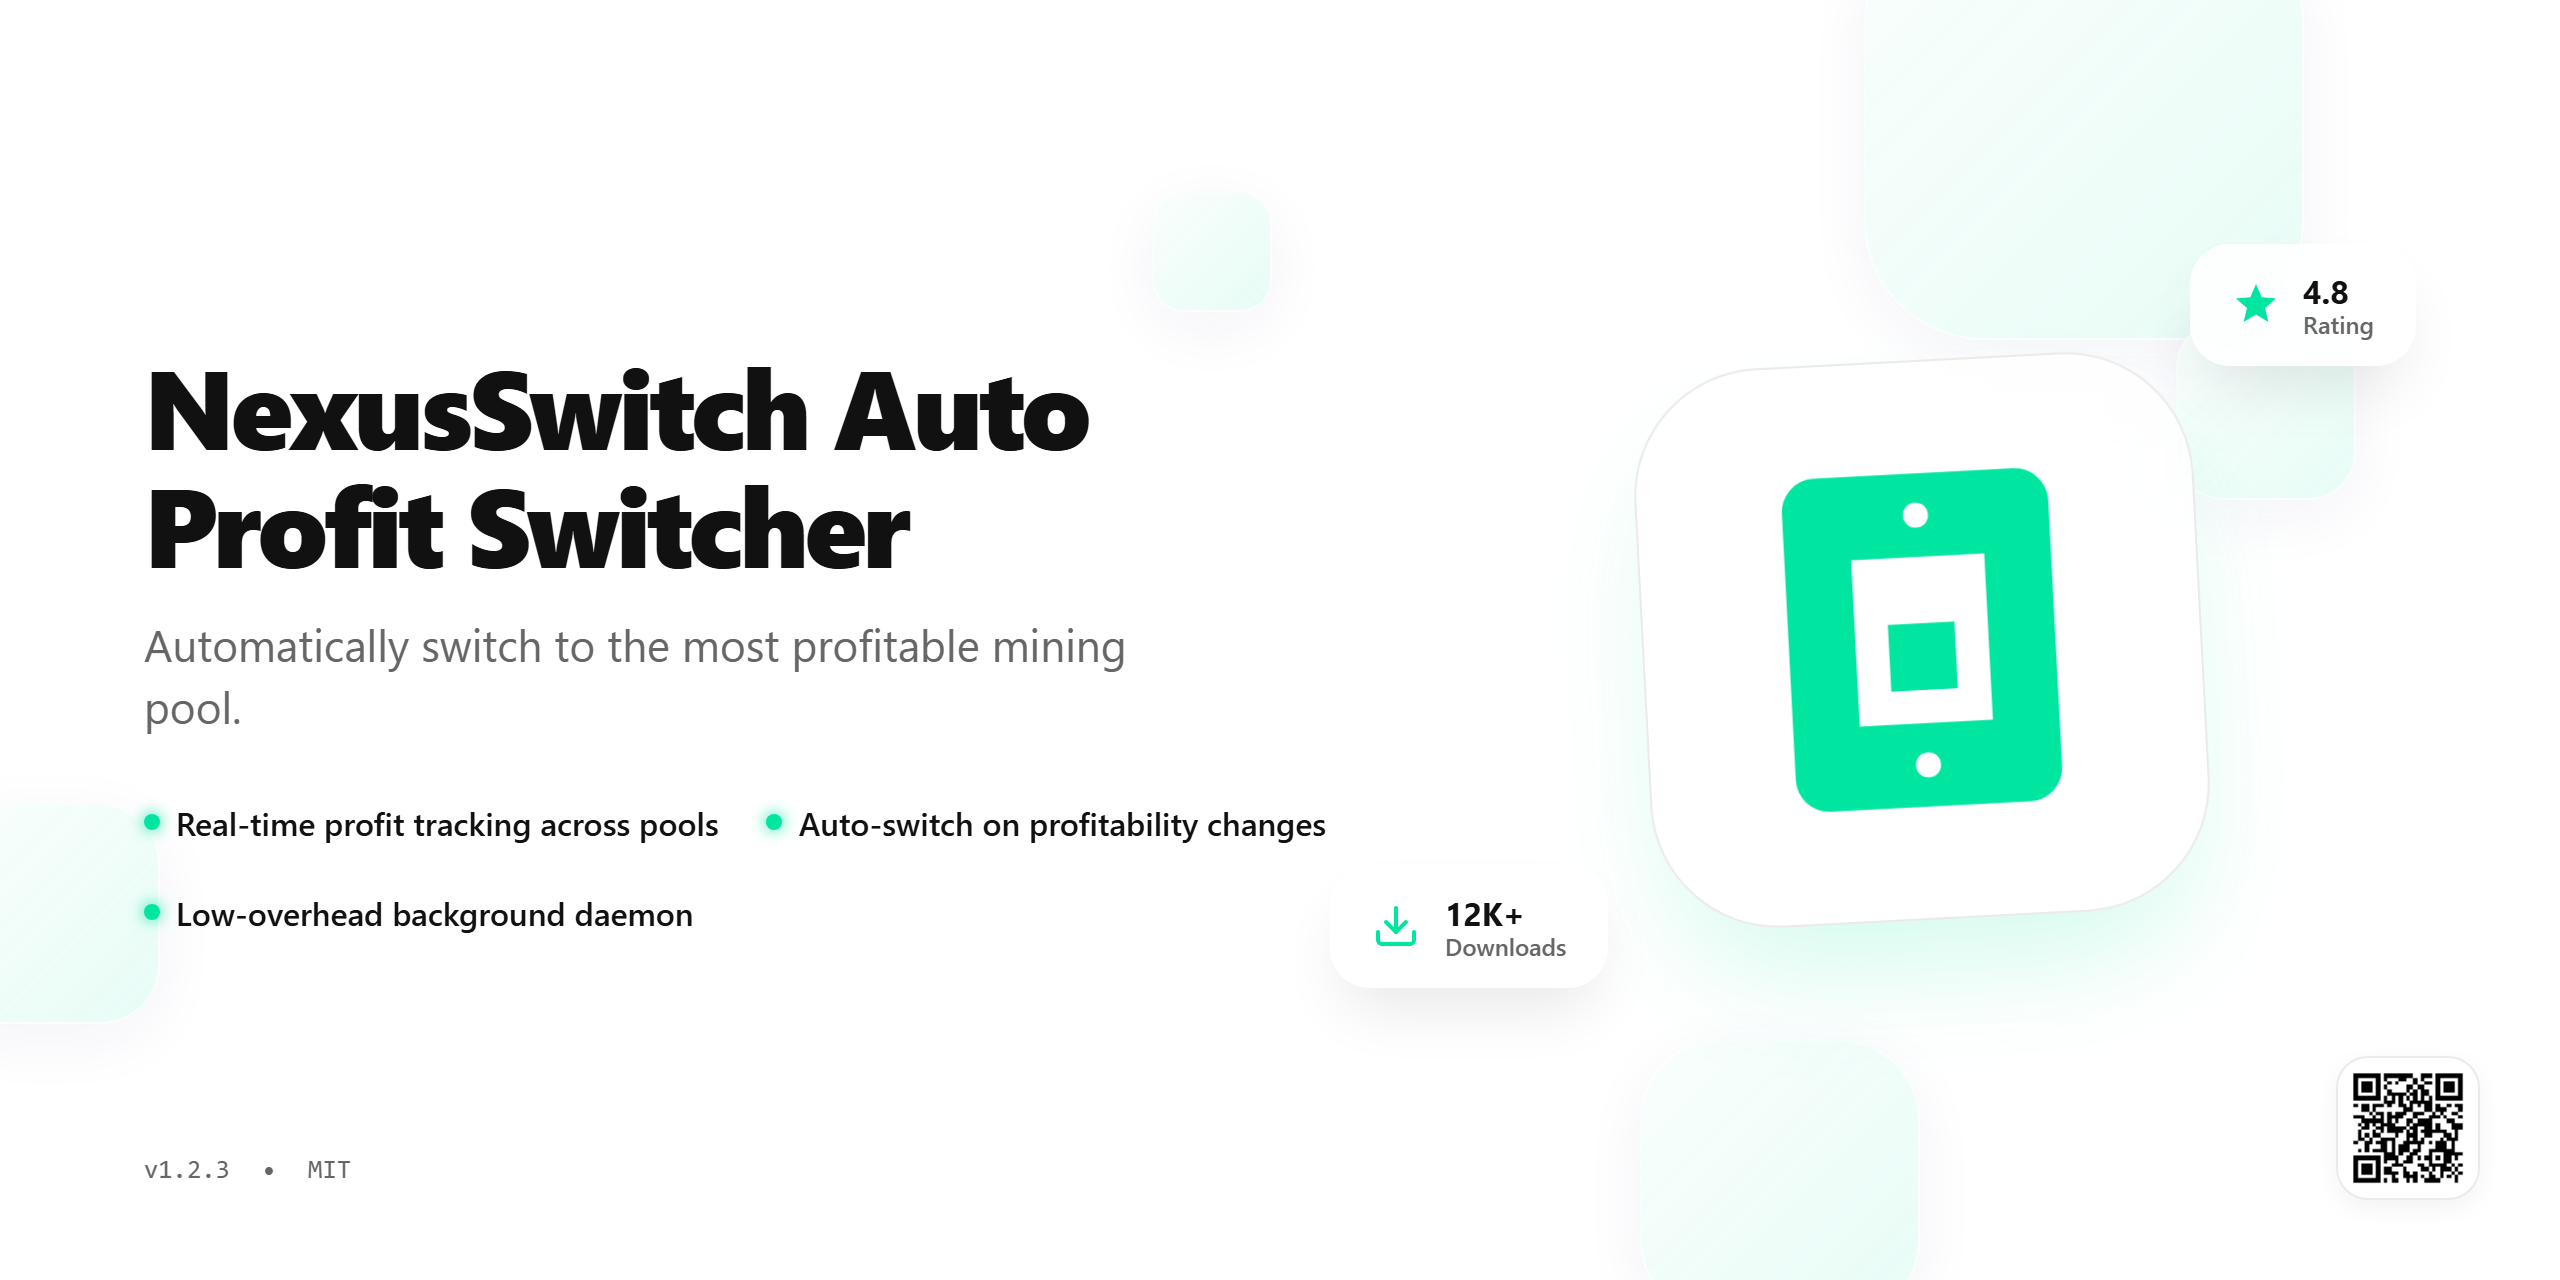 NexusSwitch Auto
Profit Switcher
Automatically switch to the most profitable mining
pool.
Real-time profit tracking across pools
Auto-switch on profitability changes
Low-overhead background daemon
4.8
Rating
12K+
Downloads
v1.2.3 • MIT